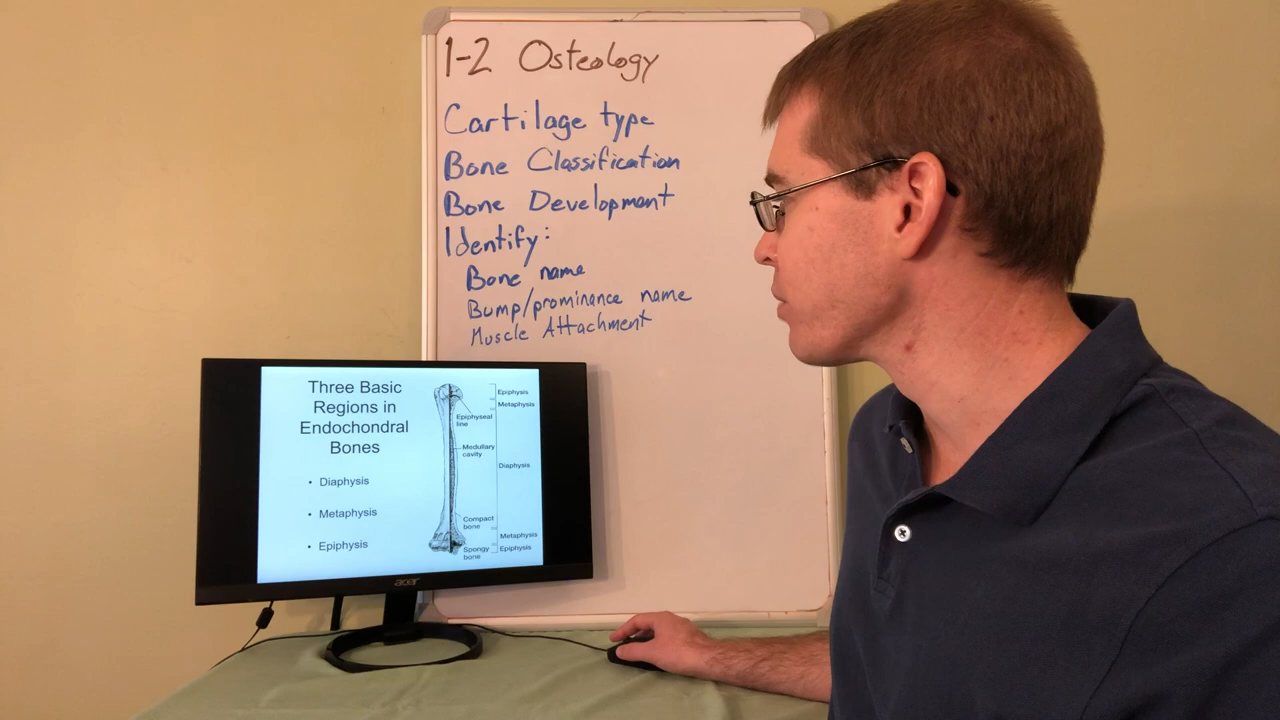 1-2 Osteology
Cartilage type
Bone Classification
Bone Development
Identify:
Bone name
Bump/prominance name
Muscle Attachment
Three Basic
Regions in
Endochondral
Bones
• Diaphysis
• Metaphysis
• Epiphysis
Epiphysis
Metaphysis
Epiphyseal
line
Medullary
cavity
Diaphysis
Compact
bone
Metaphysis
Spongy
bone
Epiphysis
acer